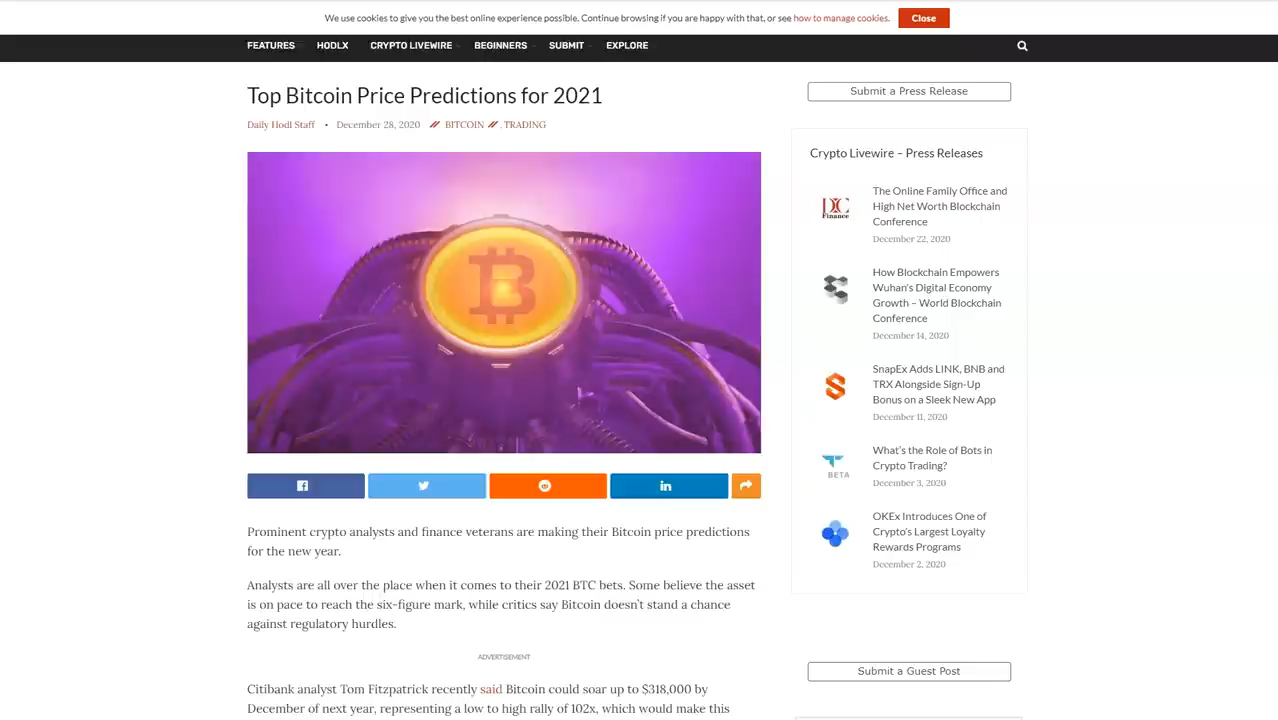 We use cookies to give you the best online experience possible. Continue browsing if you are happy with that, or see how to manage cookies. Close
FEATURES HODLX CRYPTO LIVEWIRE BEGINNERS SUBMIT EXPLORE
Top Bitcoin Price Predictions for 2021
Daily Hodl Staff • December 28, 2020 // BITCOIN // , TRADING
Prominent crypto analysts and finance veterans are making their Bitcoin price predictions
for the new year.
Analysts are all over the place when it comes to their 2021 BTC bets. Some believe the asset
is on pace to reach the six-figure mark, while critics say Bitcoin doesn't stand a chance
against regulatory hurdles.
ADVERTISEMENT
Citibank analyst Tom Fitzpatrick recently said Bitcoin could soar up to $318,000 by
December of next year, representing a low to high rally of 102x, which would make this
Submit a Press Release
Crypto Livewire – Press Releases
DC
Finance
The Online Family Office and
High Net Worth Blockchain
Conference
December 22, 2020
How Blockchain Empowers
Wuhan's Digital Economy
Growth – World Blockchain
Conference
December 14, 2020
SnapEx Adds LINK, BNB and
TRX Alongside Sign-Up
Bonus on a Sleek New App
December 11, 2020
BETA
What's the Role of Bots in
Crypto Trading?
December 3, 2020
OKEx Introduces One of
Crypto's Largest Loyalty
Rewards Programs
December 2, 2020
Submit a Guest Post